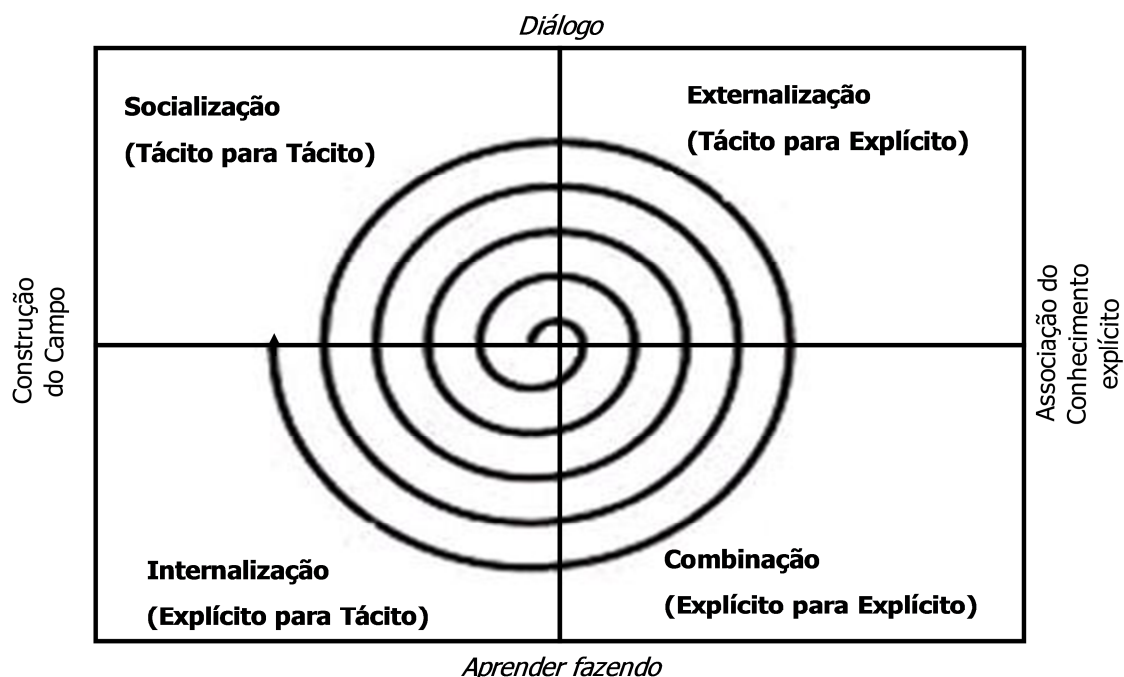 Diálogo
Socialização
(Tácito para Tácito)
Externalização
(Tácito para Explícito)
Construção
do Campo
Associação do
Conhecimento
explícito
Internalização
(Explícito para Tácito)
Combinação
(Explícito para Explícito)
Aprender fazendo